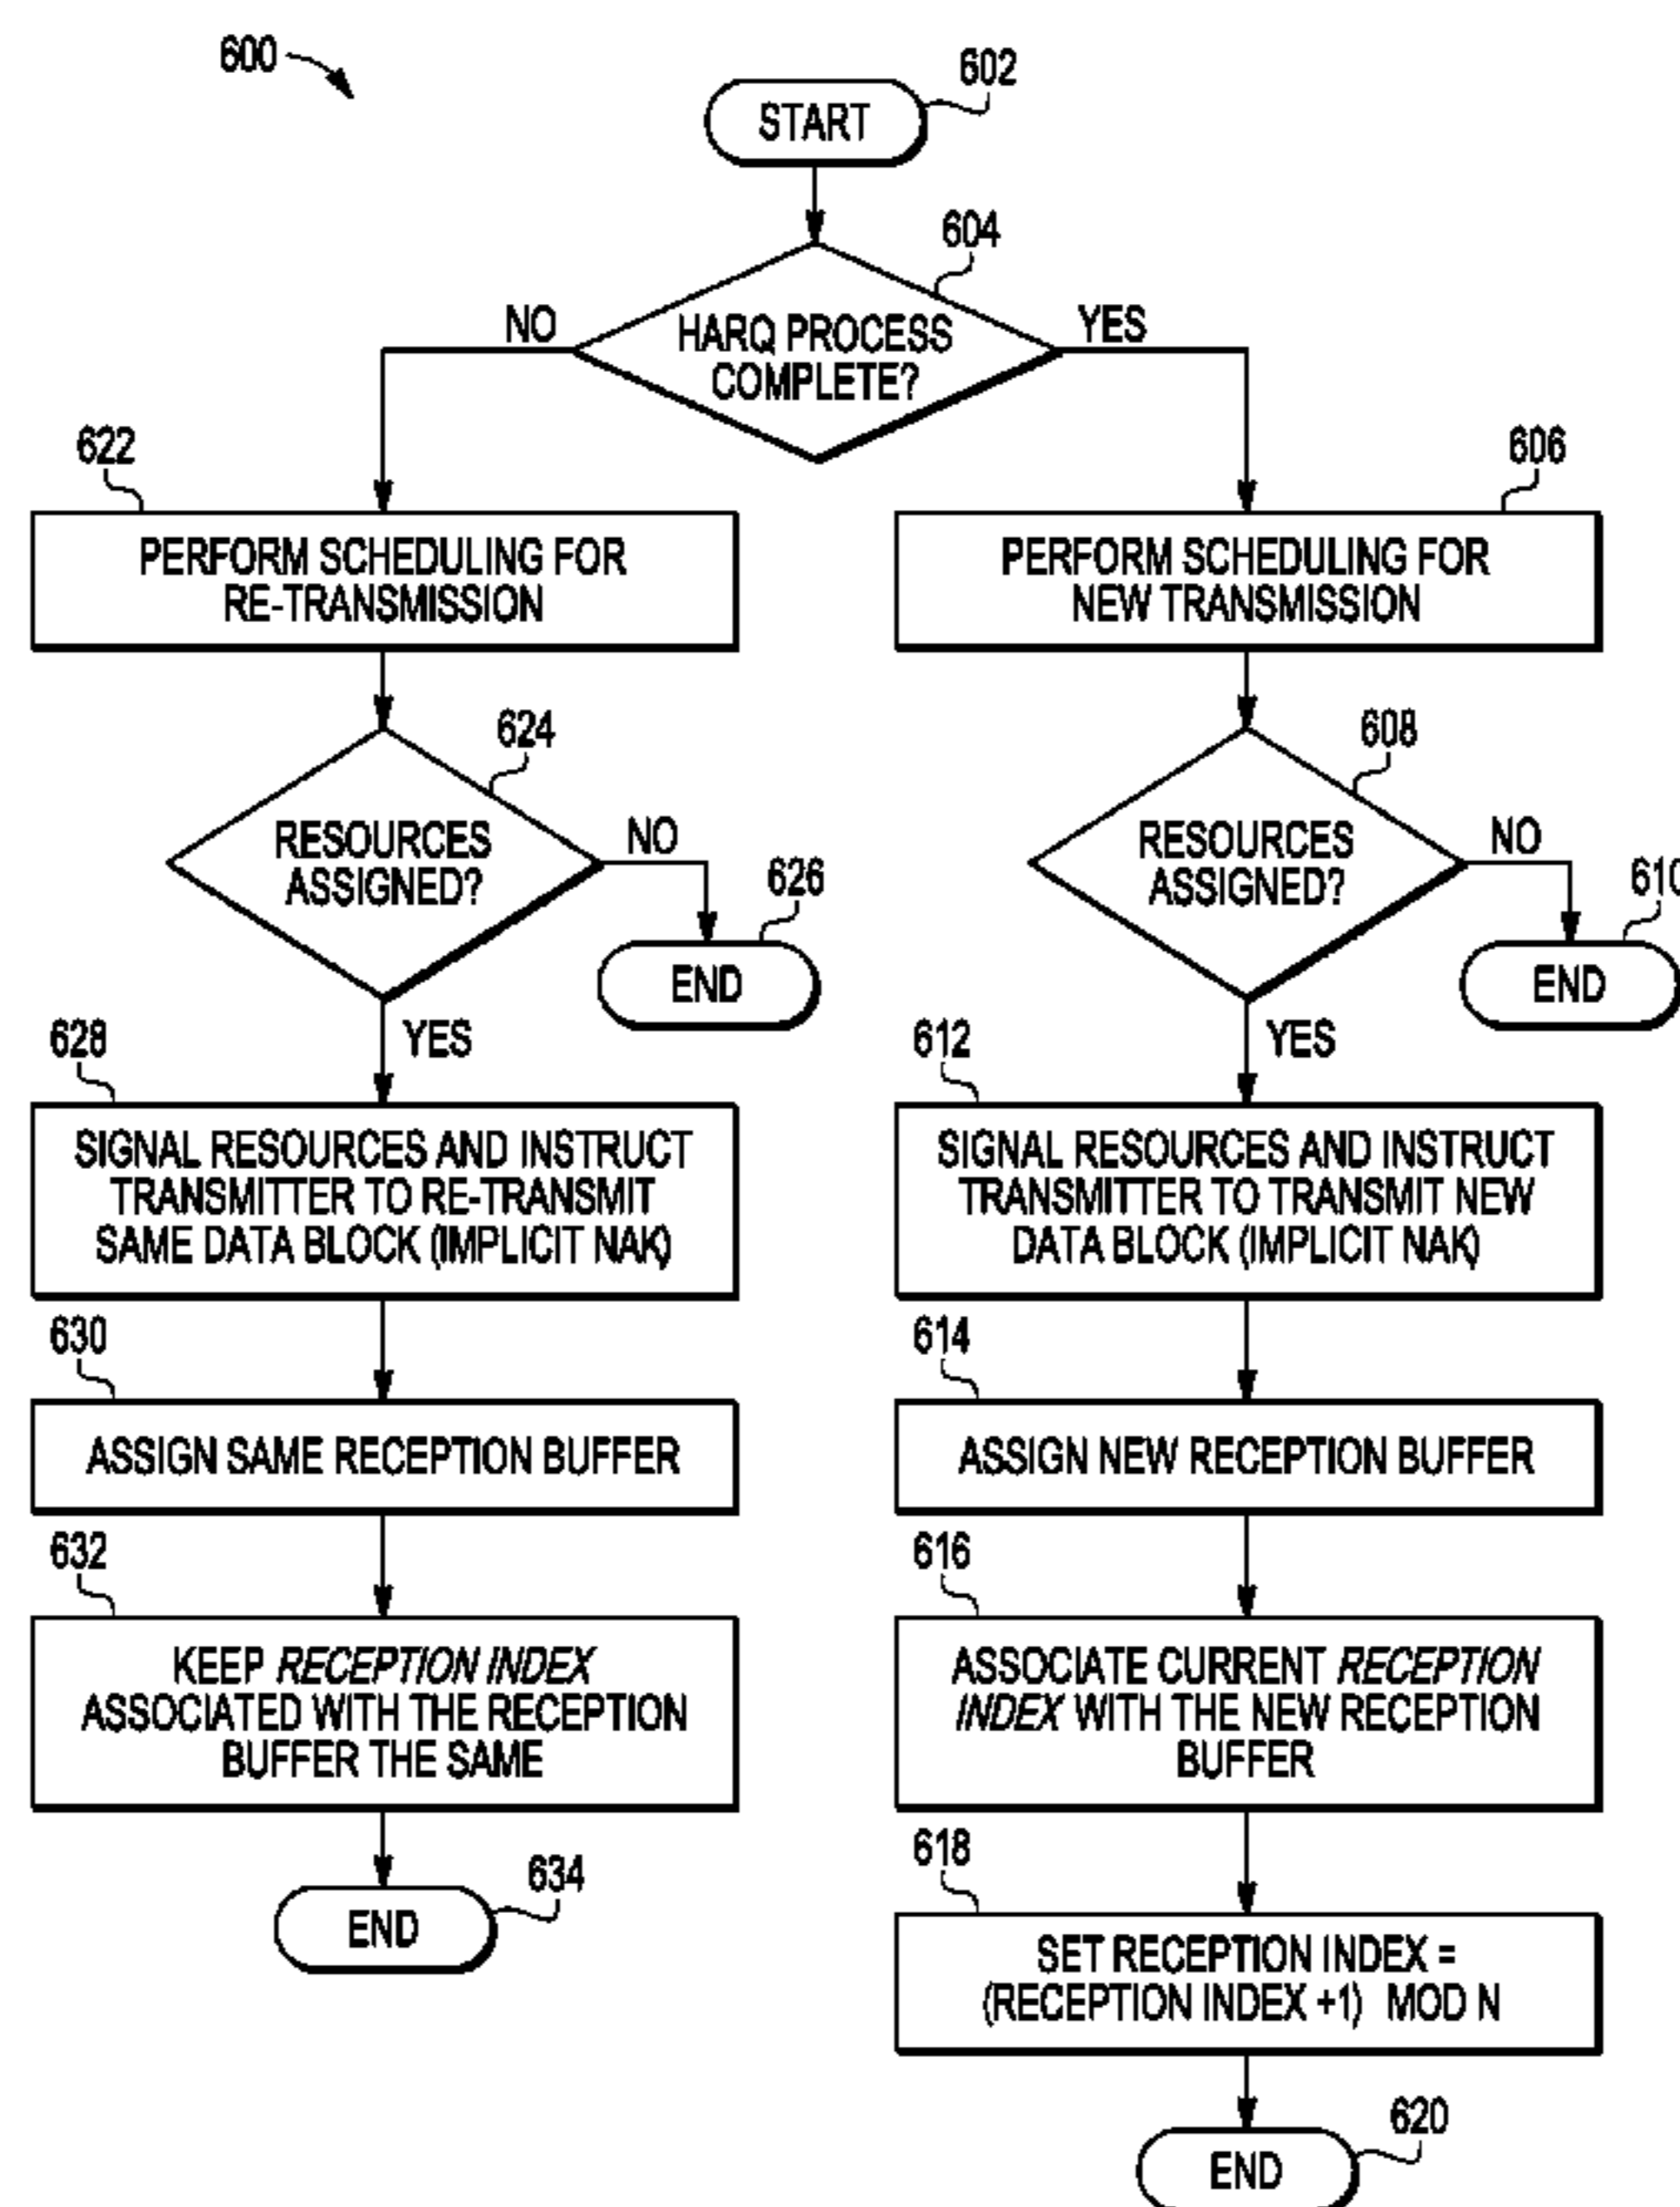 600
602
START
604
HARQ PROCESS
COMPLETE?
NO
YES
622
PERFORM SCHEDULING FOR
RE-TRANSMISSION
606
PERFORM SCHEDULING FOR
NEW TRANSMISSION
624
RESOURCES
ASSIGNED?
NO
626
END
YES
608
RESOURCES
ASSIGNED?
NO
610
END
YES
628
SIGNAL RESOURCES AND INSTRUCT
TRANSMITTER TO RE-TRANSMIT
SAME DATA BLOCK (IMPLICIT NAK)
612
SIGNAL RESOURCES AND INSTRUCT
TRANSMITTER TO TRANSMIT NEW
DATA BLOCK (IMPLICIT NAK)
630
ASSIGN SAME RECEPTION BUFFER
614
ASSIGN NEW RECEPTION BUFFER
632
KEEP RECEPTION INDEX
ASSOCIATED WITH THE RECEPTION
BUFFER THE SAME
616
ASSOCIATE CURRENT RECEPTION
INDEX WITH THE NEW RECEPTION
BUFFER
634
END
618
SET RECEPTION INDEX =
(RECEPTION INDEX +1) MOD N
620
END